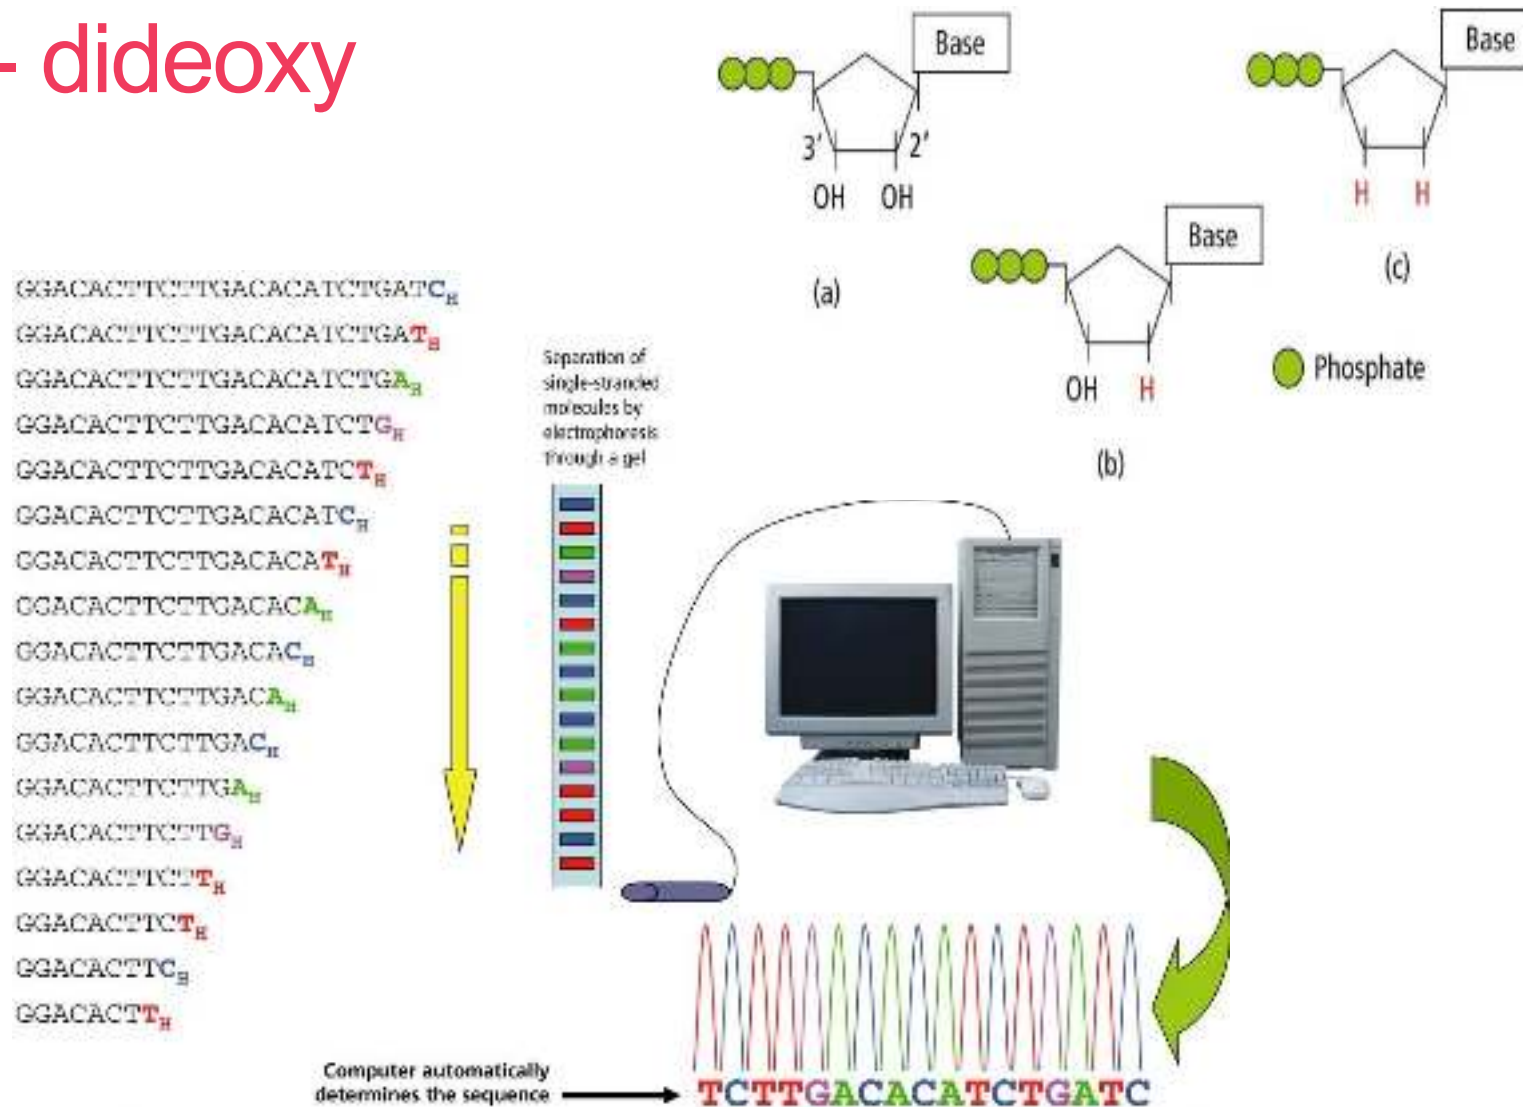 - dideoxy
Base
3' 2'
OH OH
(a)
Base
OH H
(b)
Base
H H
(c)
Phosphate
GGACACTTCTTGACACATCTGATCH
GGACACTTCTTGACACATCTGATH
GGACACTTCTTGACACATCTGAH
GGACACTTCTTGACACATCTGH
GGACACTTCTTGACACATCTH
GGACACTTCTTGACACATCH
GGACACTTCTTGACACATH
GGACACTTCTTGACACAH
GGACACTTCTTGACACH
GGACACTTCTTGACAH
GGACACTTCTTGACH
GGACACTTCTTGAH
GGACACTTCTTGH
GGACACTTCTTH
GGACACTTCTH
GGACACTTCH
GGACACTTH
Separation of
single-stranded
molecules by
electrophoresis
through a gel
Computer automatically
determines the sequence
TCTTGACACATCTGATC